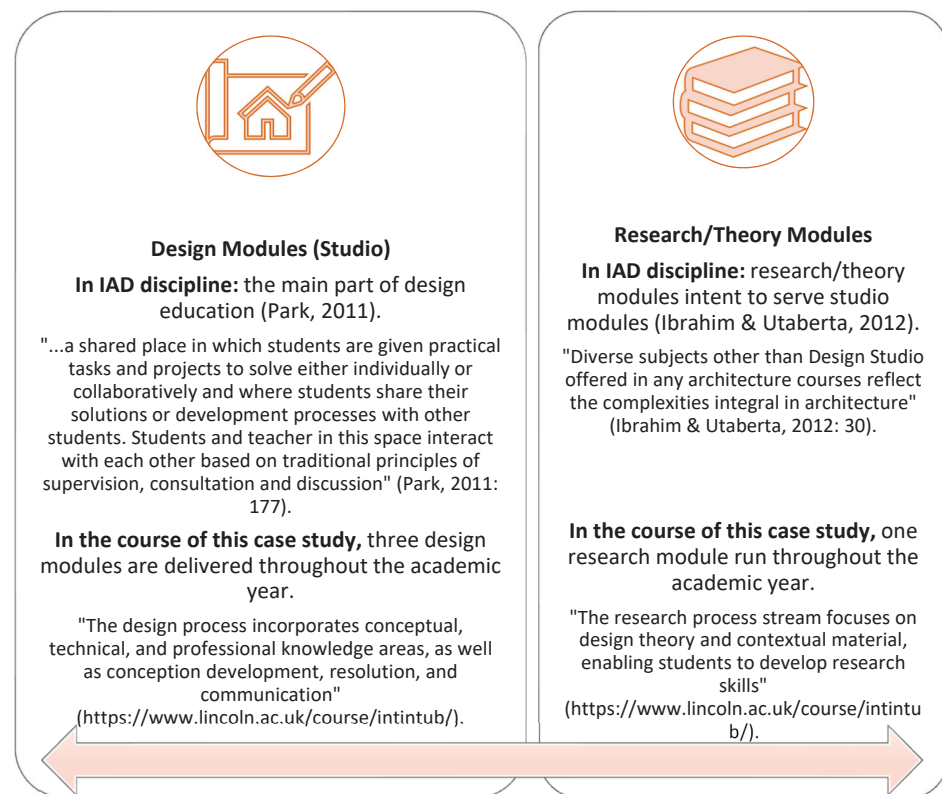 Design Modules (Studio)
In IAD discipline: the main part of design
education (Park, 2011).
"...a shared place in which students are given practical
tasks and projects to solve either individually or
collaboratively and where students share their
solutions or development processes with other
students. Students and teacher in this space interact
with each other based on traditional principles of
supervision, consultation and discussion" (Park, 2011:
177).
In the course of this case study, three design
modules are delivered throughout the academic
year.
"The design process incorporates conceptual,
technical, and professional knowledge areas, as well
as conception development, resolution, and
communication"
(https://www.lincoln.ac.uk/course/intintub/).
Research/Theory Modules
In IAD discipline: research/theory
modules intent to serve studio
modules (Ibrahim & Utaberta, 2012).
"Diverse subjects other than Design Studio
offered in any architecture courses reflect
the complexities integral in architecture"
(Ibrahim & Utaberta, 2012: 30).
In the course of this case study, one
research module run throughout the
academic year.
"The research process stream focuses on
design theory and contextual material,
enabling students to develop research
skills"
(https://www.lincoln.ac.uk/course/intintu
b/).